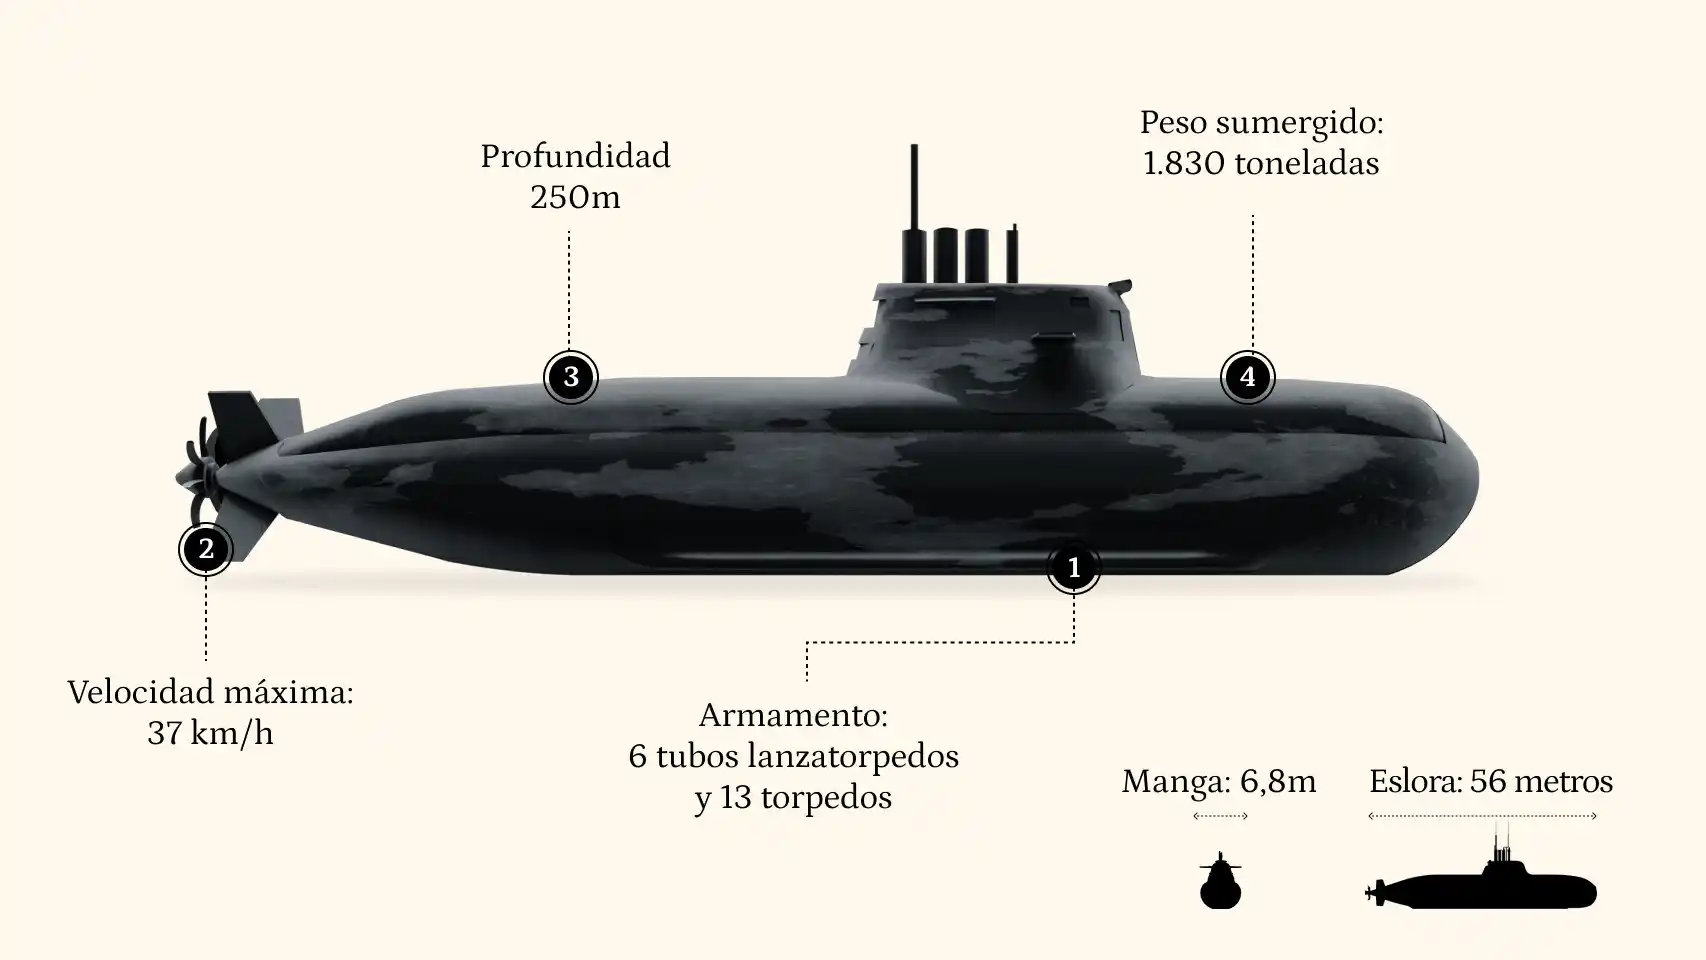 Profundidad
250m
Peso sumergido:
1.830 toneladas
3
4
2
1
Velocidad máxima:
37 km/h
Armamento:
6 tubos lanzatorpedos
y 13 torpedos
Manga: 6,8m
Eslora: 56 metros